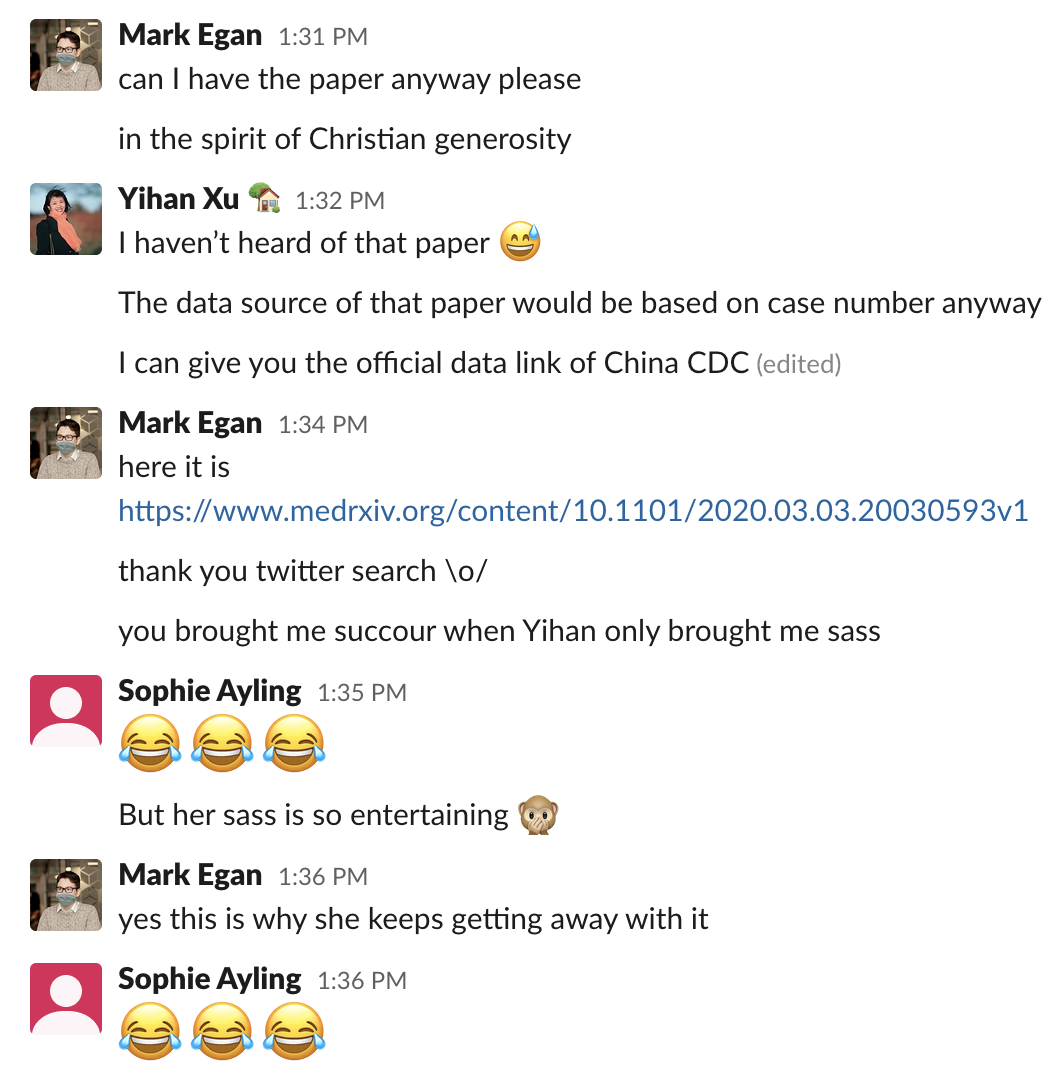 Mark Egan 1:31 PM
can I have the paper anyway please
in the spirit of Christian generosity
Yihan Xu 🏡 1:32 PM
I haven’t heard of that paper 😅
The data source of that paper would be based on case number anyway
I can give you the official data link of China CDC (edited)
Mark Egan 1:34 PM
here it is
https://www.medrxiv.org/content/10.1101/2020.03.03.20030593v1
thank you twitter search \o/
you brought me succour when Yihan only brought me sass
Sophie Ayling 1:35 PM
😂 😂 😂
But her sass is so entertaining 🙊
Mark Egan 1:36 PM
yes this is why she keeps getting away with it
Sophie Ayling 1:36 PM
😂 😂 😂